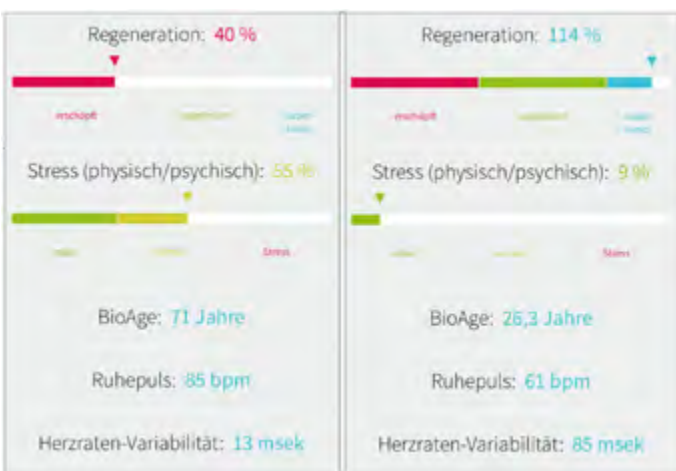 Regeneration: 40 %
erschöpft
Stress (physisch/psychisch): 55 %
Stress
BioAge: 71 Jahre
Ruhepuls: 85 bpm
Herzraten-Variabilität: 13 msek
Regeneration: 114 %
erschöpft
Stress (physisch/psychisch): 9 %
Stress
BioAge: 26,3 Jahre
Ruhepuls: 61 bpm
Herzraten-Variabilität: 85 msek